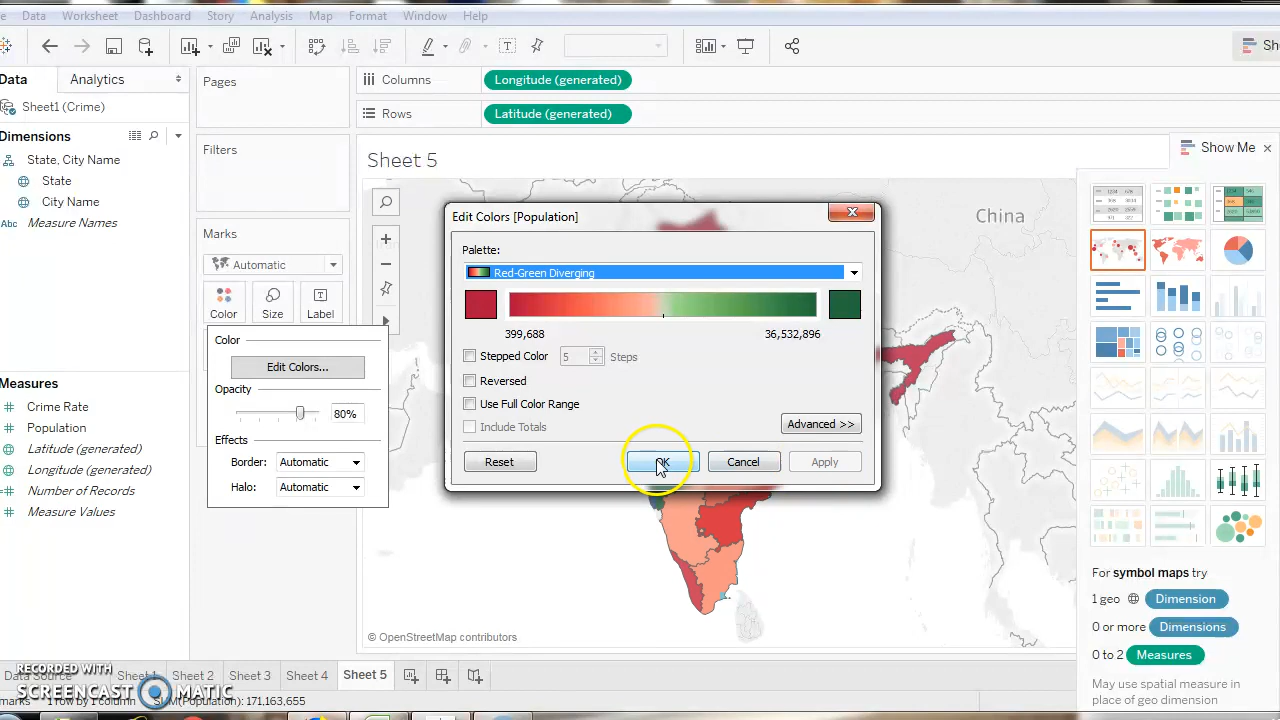 Data Worksheet Dashboard Story Analysis Map Format Window Help
Data Analytics
Sheet1 (Crime)
Dimensions
State, City Name
State
City Name
Abc Measure Names
Measures
Crime Rate
Population
Latitude (generated)
Longitude (generated)
Number of Records
Measure Values
Pages
Filters
Marks
Automatic
Color Size Label
Color
Edit Colors...
Opacity
80%
Effects
Border: Automatic
Halo: Automatic
Columns Longitude (generated)
Rows Latitude (generated)
Sheet 5
China
Edit Colors [Population]
Palette:
Red-Green Diverging
399,688 36,532,896
Stepped Color 5 Steps
Reversed
Use Full Color Range
Include Totals
Advanced >>
Reset OK Cancel Apply
© OpenStreetMap contributors
Show Me
For symbol maps try
1 geo Dimension
0 or more Dimensions
0 to 2 Measures
May use spatial measure in
place of geo dimension
Data Source Sheet 1 Sheet 2 Sheet 3 Sheet 4 Sheet 5
marks 1 row by 1 column SUM(Population): 171,163,655
RECORDED WITH
SCREENCAST MATIC